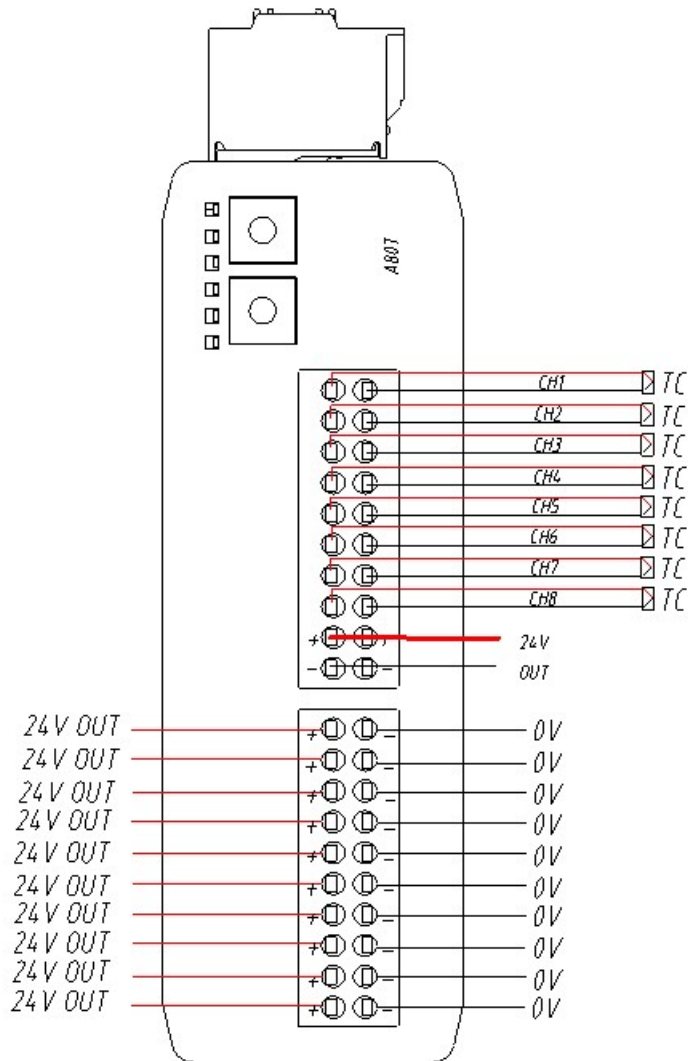 A807
CH1 TC
CH2 TC
CH3 TC
CH4 TC
CH5 TC
CH6 TC
CH7 TC
CH8 TC
+ 24V
- - OUT
24V OUT + - 0V
24V OUT + - 0V
24V OUT + - 0V
24V OUT + - 0V
24V OUT + - 0V
24V OUT + - 0V
24V OUT + - 0V
24V OUT + - 0V
24V OUT + - 0V
24V OUT + - 0V